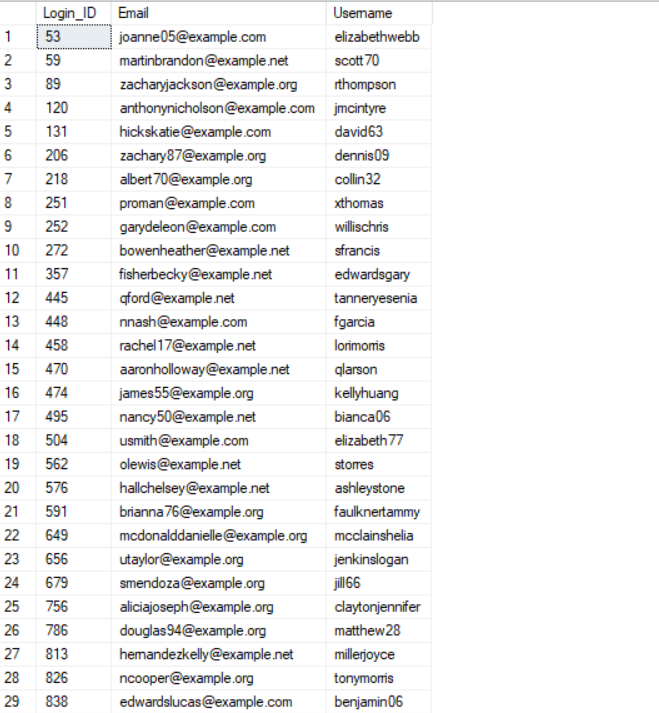 Login_ID Email Username
1 53 joanne05@example.com elizabethwebb
2 59 martinbrandon@example.net scott70
3 89 zacharyjackson@example.org rthompson
4 120 anthonynicholson@example.com jmcintyre
5 131 hickskatie@example.com david63
6 206 zachary87@example.org dennis09
7 218 albert70@example.org collin32
8 251 proman@example.com xthomas
9 252 garydeleon@example.com willischris
10 272 bowenheather@example.net sfrancis
11 357 fisherbecky@example.net edwardsgary
12 445 qford@example.net tanneryesenia
13 448 nnash@example.com fgarcia
14 458 rachel17@example.net lorimorris
15 470 aaronholloway@example.net qlarson
16 474 james55@example.org kellyhuang
17 495 nancy50@example.net bianca06
18 504 usmith@example.com elizabeth77
19 562 olewis@example.net storres
20 576 hallchelsey@example.net ashleystone
21 591 brianna76@example.org faulknertammy
22 649 mcdonalddanielle@example.org mcclainshelia
23 656 utaylor@example.org jenkinslogan
24 679 smendoza@example.org jill66
25 756 aliciajoseph@example.org claytonjennifer
26 786 douglas94@example.org matthew28
27 813 hernandezkelly@example.net millerjoyce
28 826 ncooper@example.org tonymorris
29 838 edwardslucas@example.com benjamin06